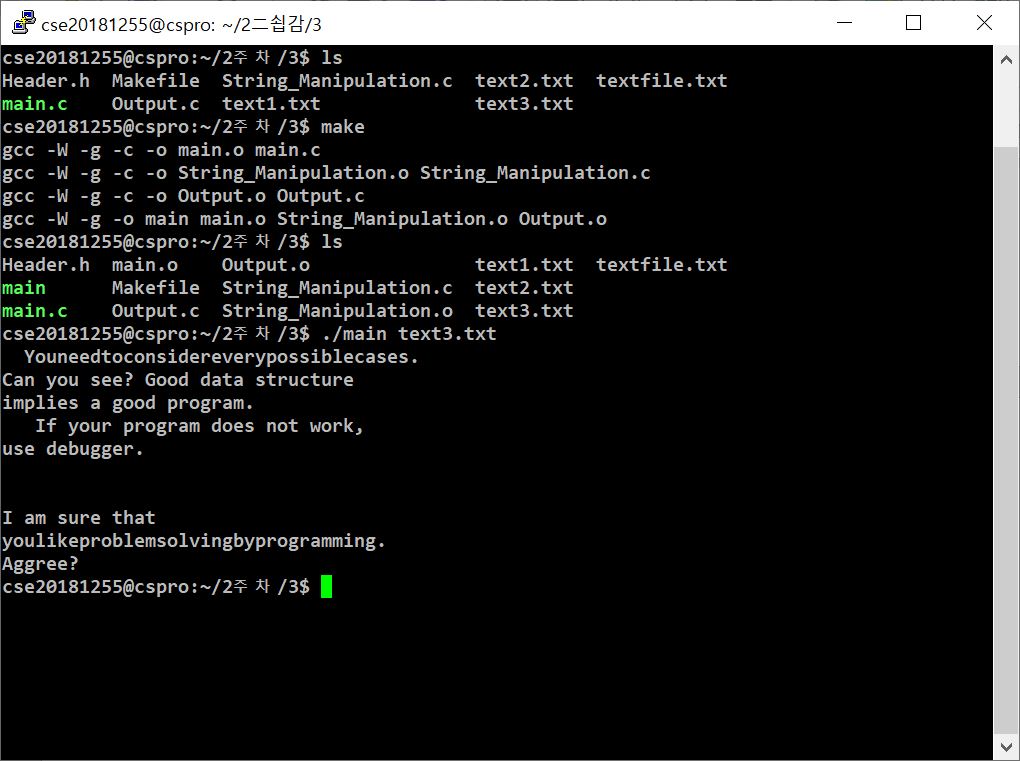 cse20181255@cspro: ~/2二쉽감/3
cse20181255@cspro:~/2주 차 /3$ ls
Header.h  Makefile  String_Manipulation.c  text2.txt  textfile.txt
main.c    Output.c  text1.txt              text3.txt
cse20181255@cspro:~/2주 차 /3$ make
gcc -W -g -c -o main.o main.c
gcc -W -g -c -o String_Manipulation.o String_Manipulation.c
gcc -W -g -c -o Output.o Output.c
gcc -W -g -o main main.o String_Manipulation.o Output.o
cse20181255@cspro:~/2주 차 /3$ ls
Header.h  main.o    Output.o               text1.txt  textfile.txt
main      Makefile  String_Manipulation.c  text2.txt
main.c    Output.c  String_Manipulation.o  text3.txt
cse20181255@cspro:~/2주 차 /3$ ./main text3.txt
  Youneedtoconsidereverypossiblecases.
Can you see? Good data structure
implies a good program.
   If your program does not work,
use debugger.
I am sure that
youlikeproblemsolvingbyprogramming.
Aggree?
cse20181255@cspro:~/2주 차 /3$